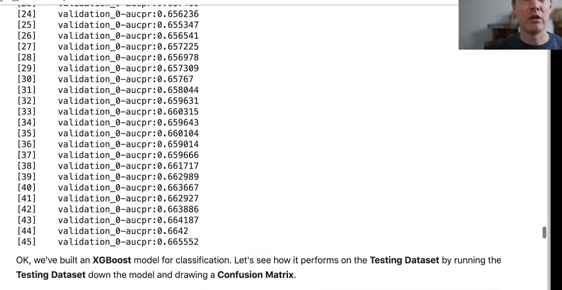 [24] validation_0-aucpr:0.656236
[25] validation_0-aucpr:0.655347
[26] validation_0-aucpr:0.656541
[27] validation_0-aucpr:0.657225
[28] validation_0-aucpr:0.656978
[29] validation_0-aucpr:0.657309
[30] validation_0-aucpr:0.65767
[31] validation_0-aucpr:0.658044
[32] validation_0-aucpr:0.659631
[33] validation_0-aucpr:0.660315
[34] validation_0-aucpr:0.659643
[35] validation_0-aucpr:0.660104
[36] validation_0-aucpr:0.659014
[37] validation_0-aucpr:0.659666
[38] validation_0-aucpr:0.661717
[39] validation_0-aucpr:0.662989
[40] validation_0-aucpr:0.663667
[41] validation_0-aucpr:0.662927
[42] validation_0-aucpr:0.663886
[43] validation_0-aucpr:0.664187
[44] validation_0-aucpr:0.6642
[45] validation_0-aucpr:0.665552
OK, we've built an XGBoost model for classification. Let's see how it performs on the Testing Dataset by running the
Testing Dataset down the model and drawing a Confusion Matrix.